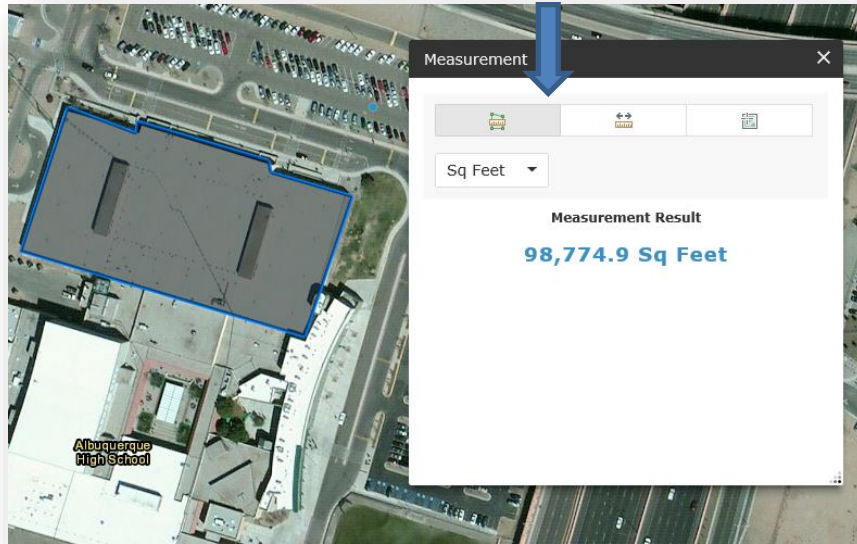 Measurement
Sq Feet
Measurement Result
98,774.9 Sq Feet
Albuquerque
High School